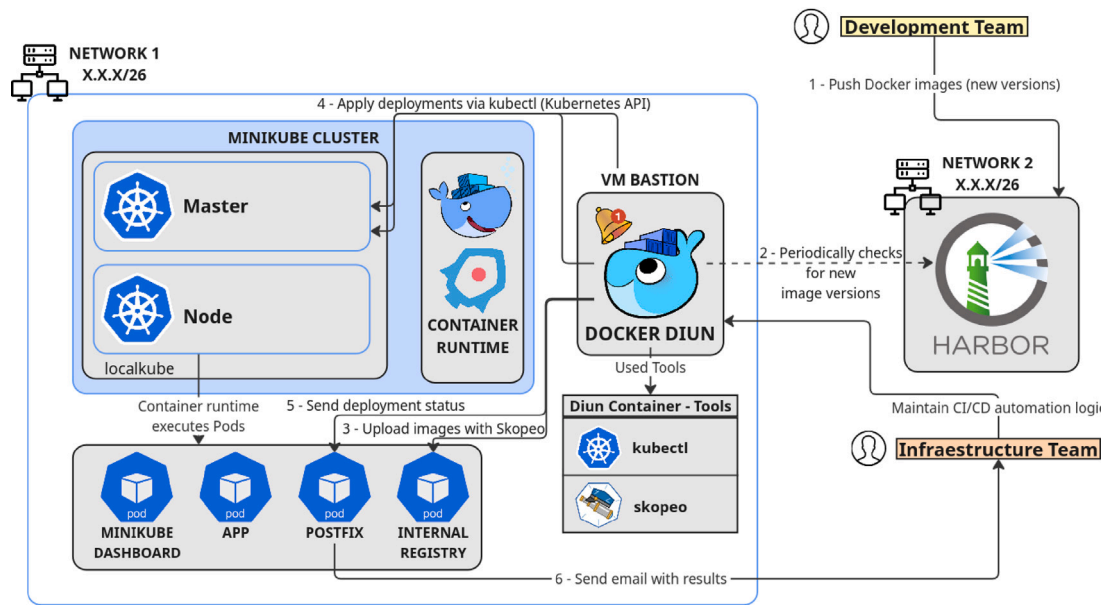 NETWORK 1
X.X.X/26
Development Team
1 - Push Docker images (new versions)
4 - Apply deployments via kubectl (Kubernetes API)
MINIKUBE CLUSTER
Master
Node
localkube
CONTAINER
RUNTIME
VM BASTION
1
DOCKER DIUN
NETWORK 2
X.X.X/26
2 - Periodically checks
for new
image versions
HARBOR
Used Tools
Diun Container - Tools
kubectl
skopeo
Container runtime
executes Pods
5 - Send deployment status
3 - Upload images with Skopeo
Maintain CI/CD automation logic
Infraestructure Team
pod
MINIKUBE
DASHBOARD
pod
APP
pod
POSTFIX
pod
INTERNAL
REGISTRY
6 - Send email with results